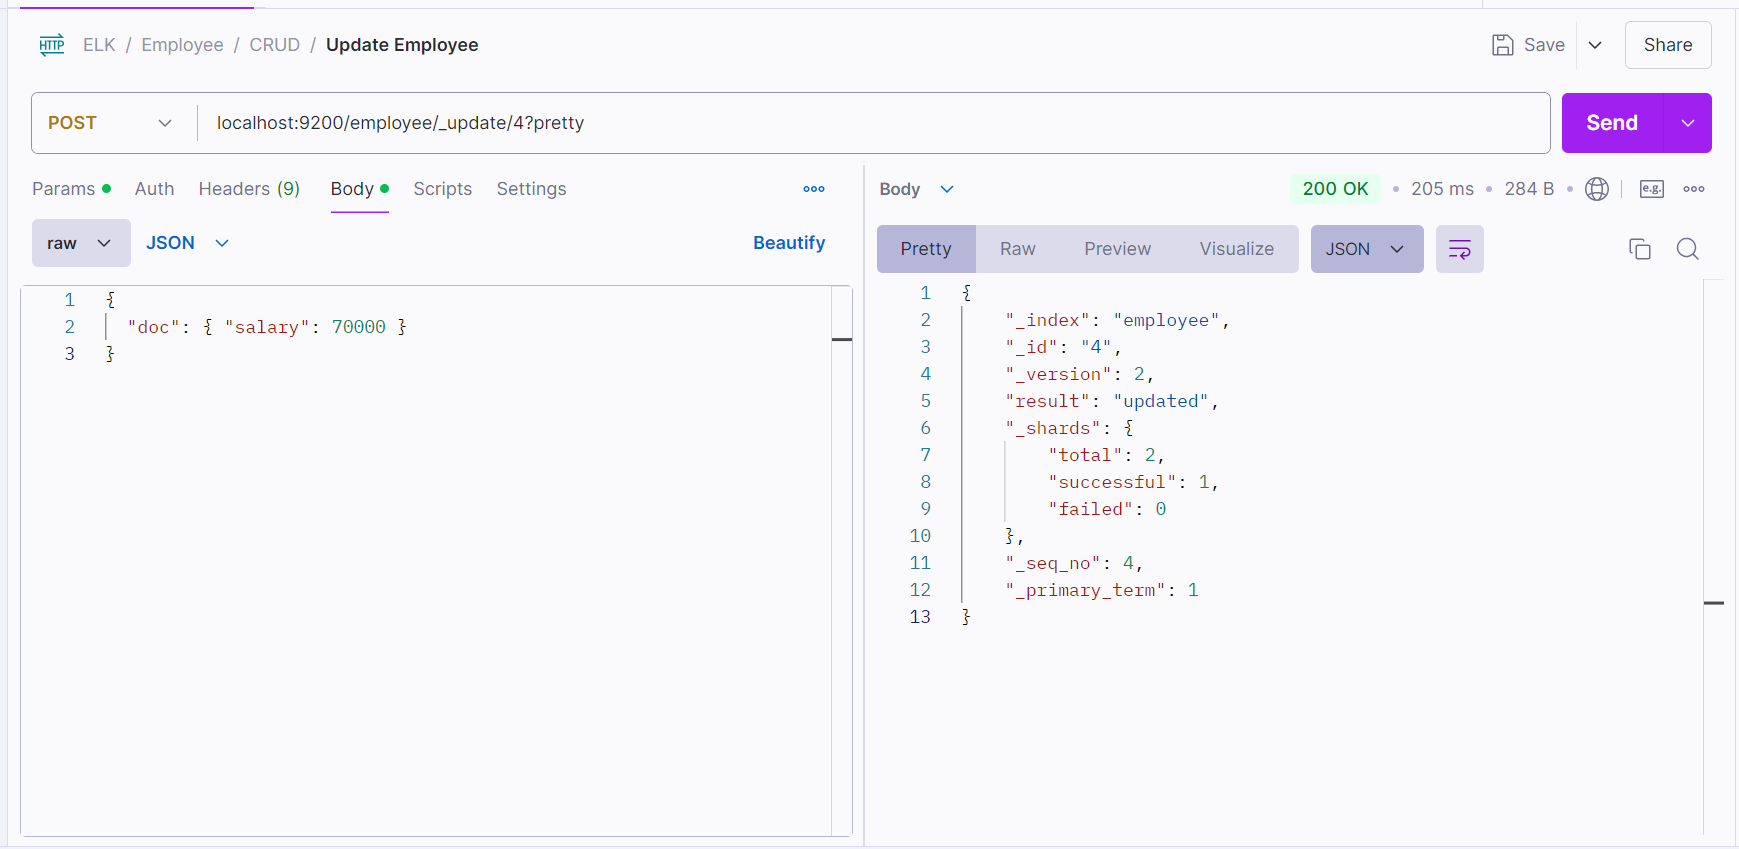 HTTP ELK / Employee / CRUD / Update Employee
Save
Share
POST
localhost:9200/employee/_update/4?pretty
Send
Params
Auth
Headers (9)
Body
Scripts
Settings
raw
JSON
Beautify
1 {
2 "doc": { "salary": 70000 }
3 }
Body
200 OK • 205 ms • 284 B •
e.g.
Pretty
Raw
Preview
Visualize
JSON
1 {
2 "_index": "employee",
3 "_id": "4",
4 "_version": 2,
5 "result": "updated",
6 "_shards": {
7 "total": 2,
8 "successful": 1,
9 "failed": 0
10 },
11 "_seq_no": 4,
12 "_primary_term": 1
13 }